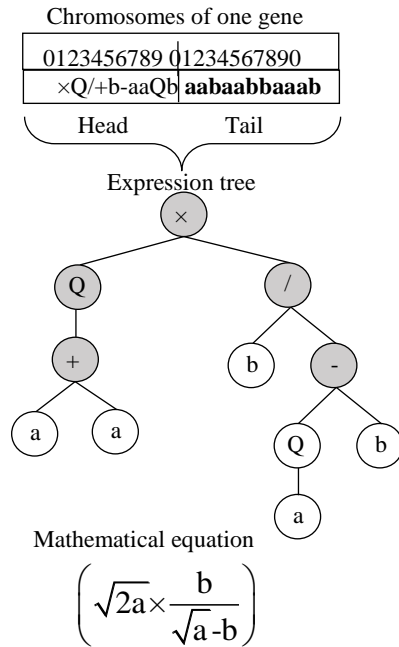 Chromosomes of one gene
0123456789 01234567890
×Q/+b-aaQb aabaabbaaab
Head Tail
Expression tree
×
Q /
+ b -
a a Q b
a
Mathematical equation
(√2a × b/(√a-b))